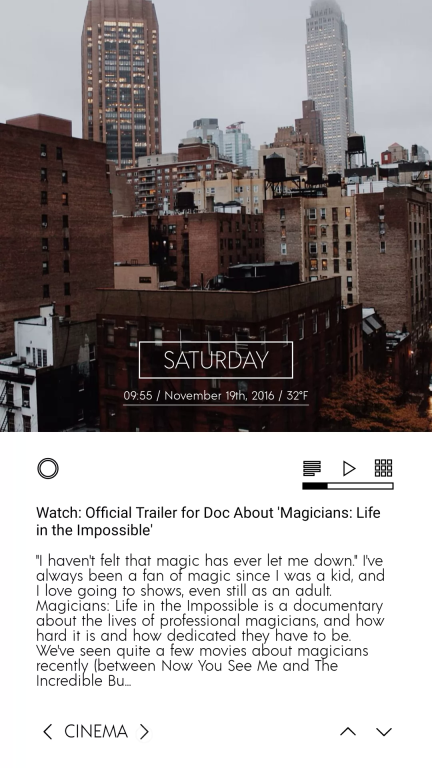 SATURDAY
09:55 / November 19th, 2016 / 32°F
Watch: Official Trailer for Doc About 'Magicians: Life
in the Impossible'
"I haven't felt that magic has ever let me down." I've
always been a fan of magic since I was a kid, and
I love going to shows, even still as an adult.
Magicians: Life in the Impossible is a documentary
about the lives of professional magicians, and how
hard it is and how dedicated they have to be.
We've seen quite a few movies about magicians
recently (between Now You See Me and The
Incredible Bu...
CINEMA